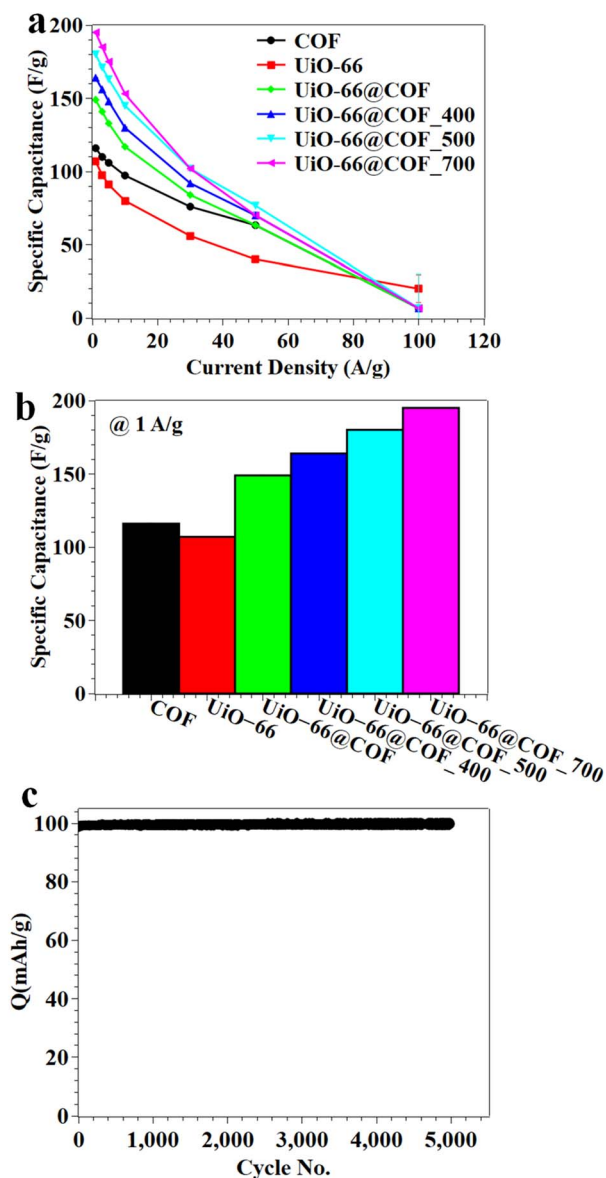 a
200
150
100
50
0
Specific Capacitance (F/g)
COF
UiO-66
UiO-66@COF
UiO-66@COF_400
UiO-66@COF_500
UiO-66@COF_700
0 20 40 60 80 100 120
Current Density (A/g)
b
200
150
100
50
0
Specific Capacitance (F/g)
@ 1 A/g
COF
UiO-66
UiO-66@COF
UiO-66@COF_400
UiO-66@COF_500
UiO-66@COF_700
c
100
80
60
40
20
0
Q(mAh/g)
0 1,000 2,000 3,000 4,000 5,000
Cycle No.